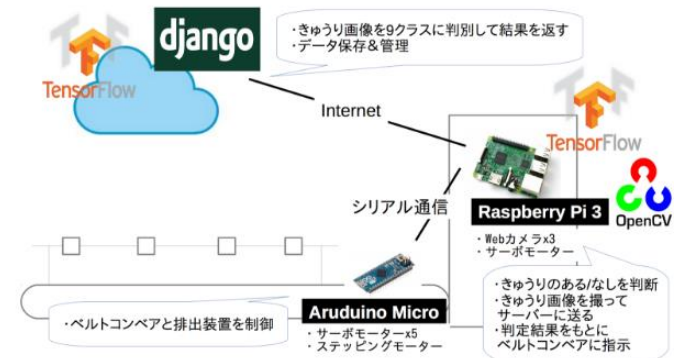 django
・きゅうり画像を9クラスに判別して結果を返す
・データ保存&管理
TensorFlow
Internet
TensorFlow
シリアル通信
Raspberry Pi 3
OpenCV
・Webカメラx3
・サーボモーター
・きゅうりのある/なしを判断
・きゅうり画像を撮って
サーバーに送る
・判定結果をもとに
ベルトコンベアに指示
・ベルトコンベアと排出装置を制御
Aruduino Micro
・サーボモーターx5
・ステッピングモーター